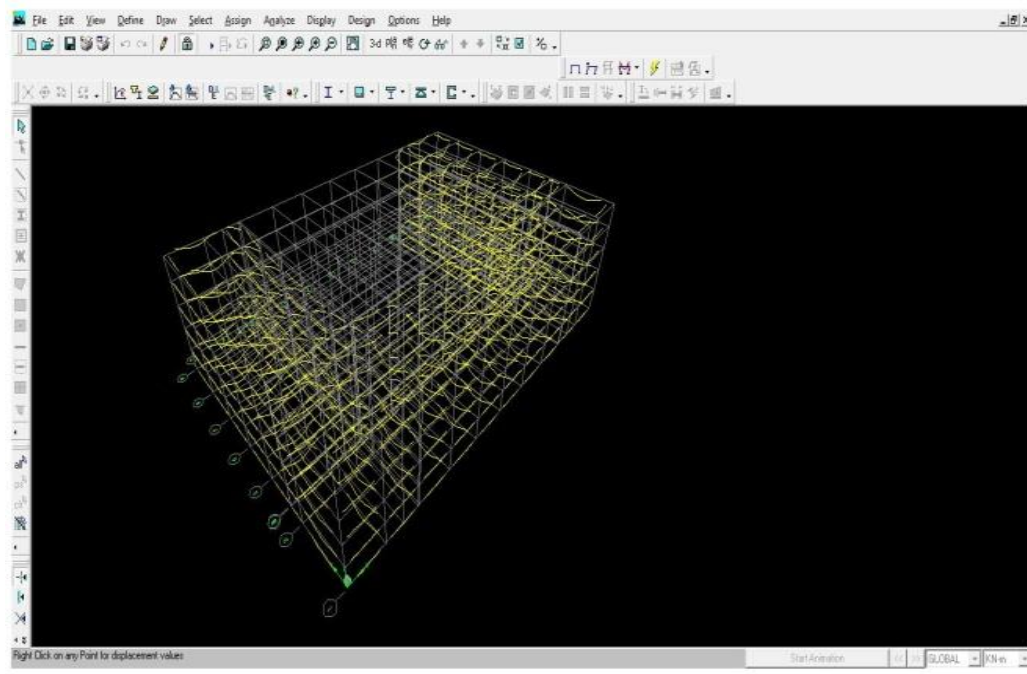 File Edit View Define Draw Select Assign Analyze Display Design Options Help
3d
Right Click on any Point for displacement values
Start Animation
GLOBAL
KN-m